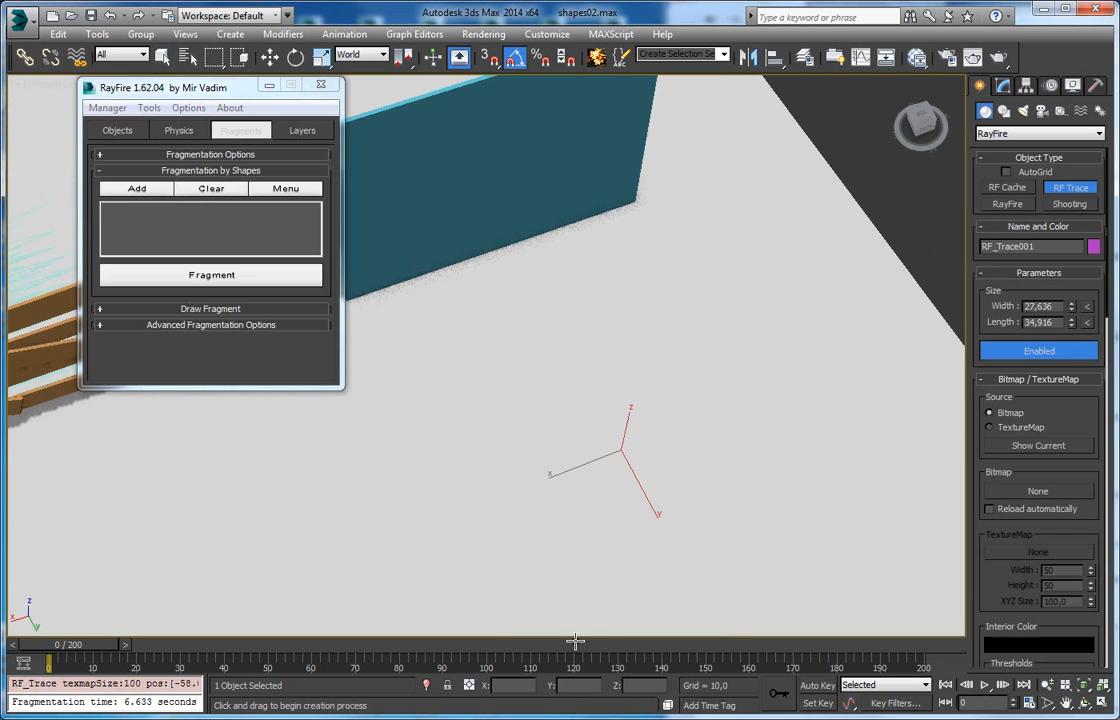 Workspace: Default
Autodesk 3ds Max 2014 x64 shapes02.max
Type a keyword or phrase
Edit Tools Group Views Create Modifiers Animation Graph Editors Rendering Customize MAXScript Help
All
World
3
Create Selection Se
RayFire 1.62.04 by Mir Vadim
Manager Tools Options About
Objects Physics Fragments Layers
+ Fragmentation Options
- Fragmentation by Shapes
Add Clear Menu
Fragment
+ Draw Fragment
+ Advanced Fragmentation Options
RayFire
- Object Type
AutoGrid
RF Cache RF Trace
RayFire Shooting
- Name and Color
RF_Trace001
- Parameters
Size
Width : 27,636 <
Length : 34,916 <
Enabled
- Bitmap / TextureMap
Source
Bitmap
TextureMap
Show Current
Bitmap
None
Reload automatically
TextureMap
None
Width : 50
Height : 50
XYZ Size : 100,0
Interior Color
Thresholds
z
x
y
z
x
y
< 0 / 200 >
0 10 20 30 40 50 60 70 80 90 100 110 120 130 140 150 160 170 180 190 200
RF_Trace texmapSize:100 pos:[-58.
Fragmentation time: 6.633 seconds
1 Object Selected
Click and drag to begin creation process
X: Y: Z:
Grid = 10,0
Add Time Tag
Auto Key Selected
Set Key Key Filters...
0